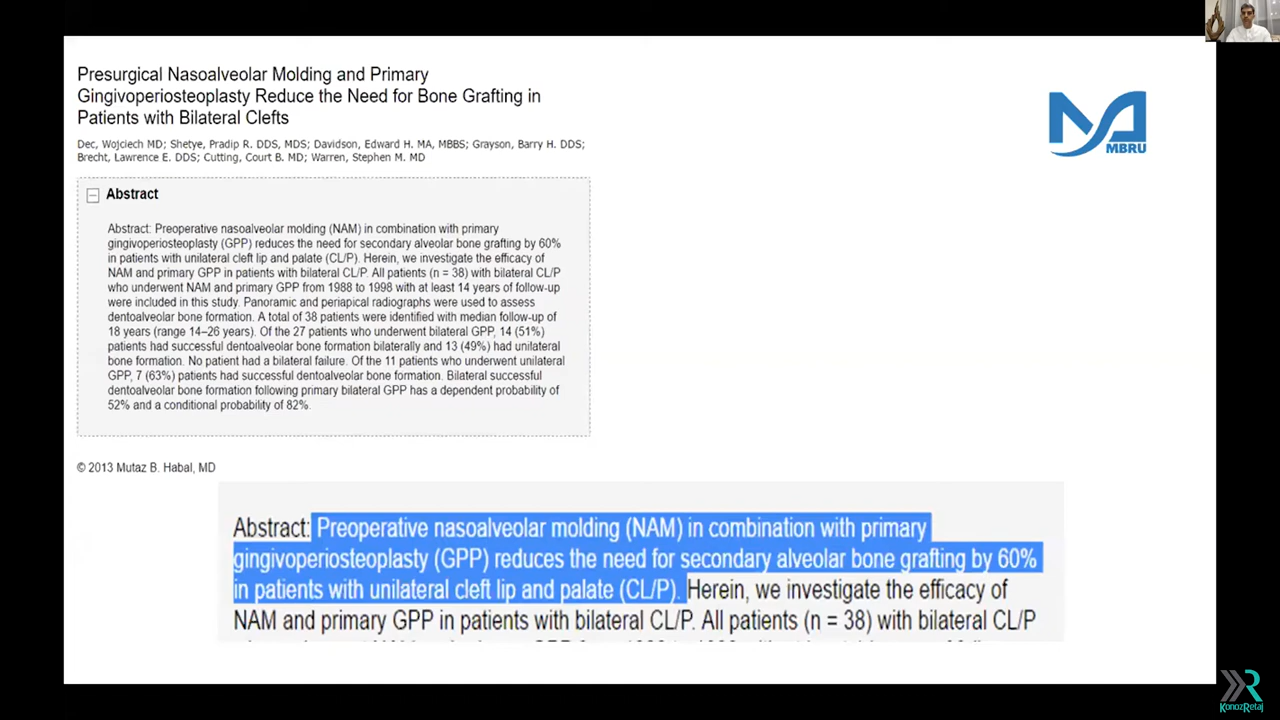 Presurgical Nasoalveolar Molding and Primary
Gingivoperiosteoplasty Reduce the Need for Bone Grafting in
Patients with Bilateral Clefts
Dec, Wojciech MD; Shetye, Pradip R. DDS, MDS; Davidson, Edward H. MA, MBBS; Grayson, Barry H. DDS;
Brecht, Lawrence E. DDS; Cutting, Court B. MD; Warren, Stephen M. MD
MBRU
Abstract
Abstract: Preoperative nasoalveolar molding (NAM) in combination with primary
gingivoperiosteoplasty (GPP) reduces the need for secondary alveolar bone grafting by 60%
in patients with unilateral cleft lip and palate (CL/P). Herein, we investigate the efficacy of
NAM and primary GPP in patients with bilateral CL/P. All patients (n = 38) with bilateral CL/P
who underwent NAM and primary GPP from 1988 to 1998 with at least 14 years of follow-up
were included in this study. Panoramic and periapical radiographs were used to assess
dentoalveolar bone formation. A total of 38 patients were identified with median follow-up of
18 years (range 14–26 years). Of the 27 patients who underwent bilateral GPP, 14 (51%)
patients had successful dentoalveolar bone formation bilaterally and 13 (49%) had unilateral
bone formation. No patient had a bilateral failure. Of the 11 patients who underwent unilateral
GPP, 7 (63%) patients had successful dentoalveolar bone formation. Bilateral successful
dentoalveolar bone formation following primary bilateral GPP has a dependent probability of
52% and a conditional probability of 82%.
© 2013 Mutaz B. Habal, MD
Abstract: Preoperative nasoalveolar molding (NAM) in combination with primary
gingivoperiosteoplasty (GPP) reduces the need for secondary alveolar bone grafting by 60%
in patients with unilateral cleft lip and palate (CL/P). Herein, we investigate the efficacy of
NAM and primary GPP in patients with bilateral CL/P. All patients (n = 38) with bilateral CL/P
KonozRetaj